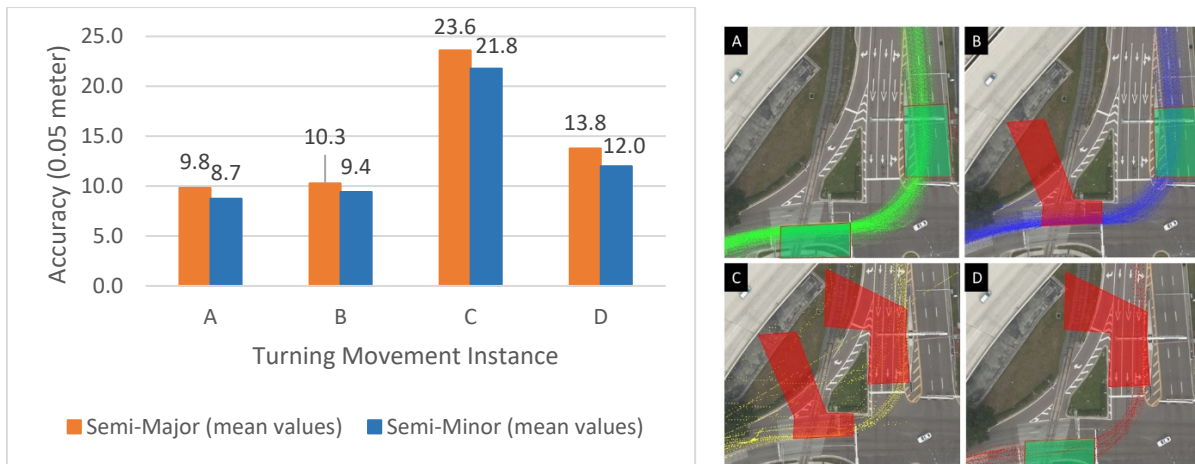 Accuracy (0.05 meter)
25.0
20.0
15.0
10.0
5.0
0.0
9.8
8.7
10.3
9.4
23.6
21.8
13.8
12.0
A
B
C
D
Turning Movement Instance
Semi-Major (mean values)
Semi-Minor (mean values)
A
B
C
D